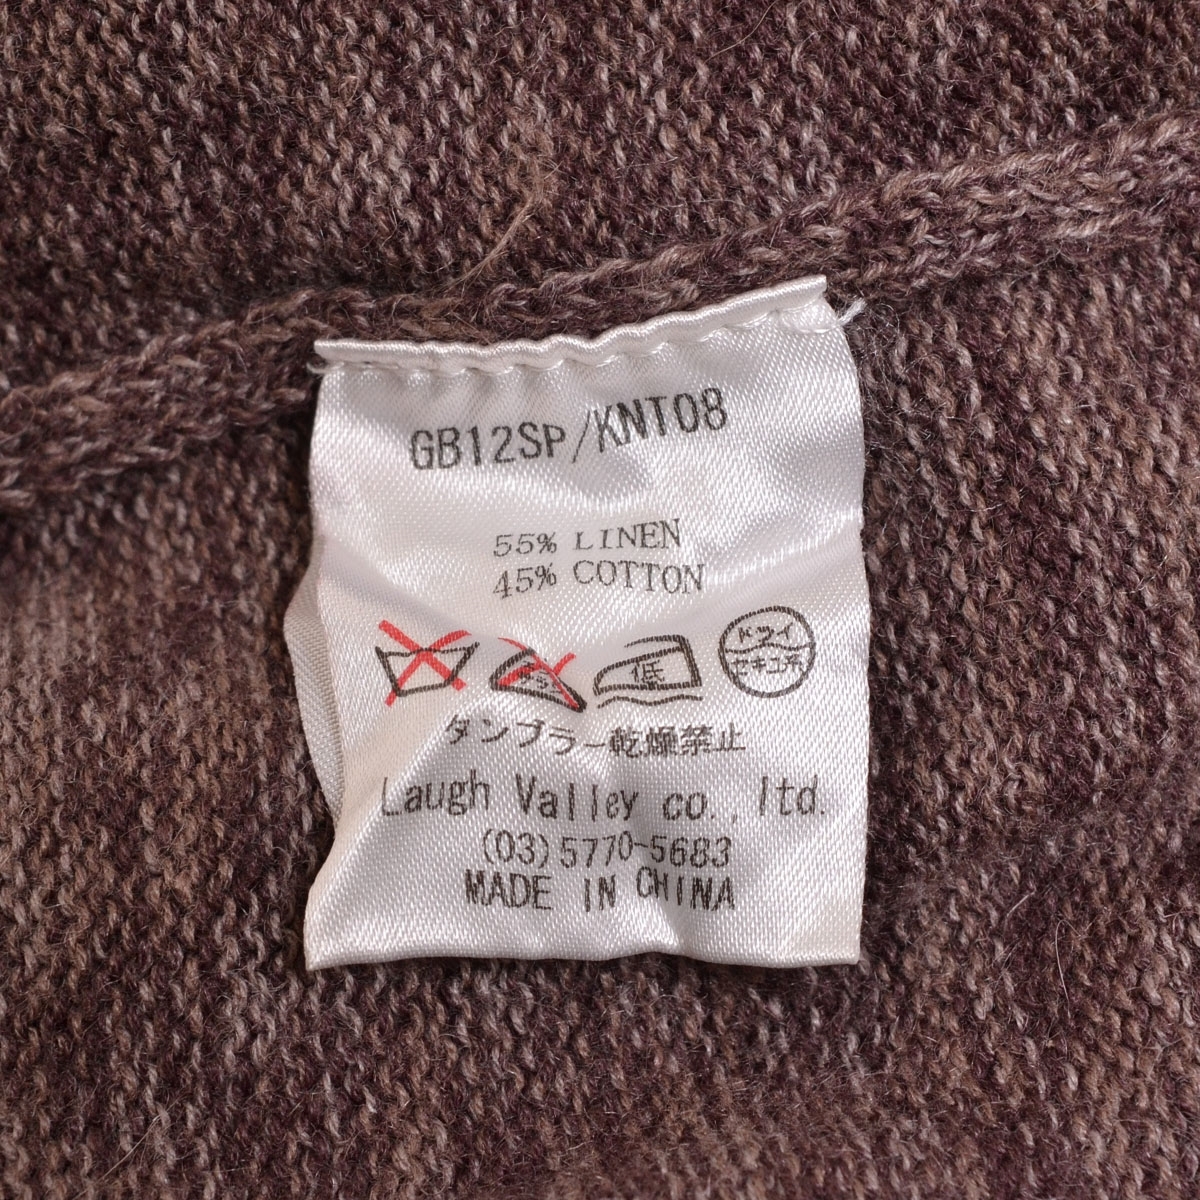 GB12SP/KNT08
55% LINEN
45% COTTON
低
ドライ
セキユ系
タンブラー乾燥禁止
Laugh Valley co., ltd.
(03)5770-5683
MADE IN CHINA